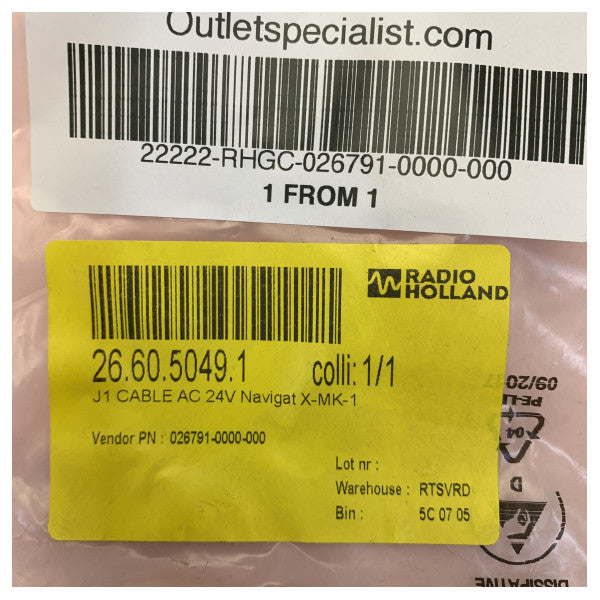 Outletspecialist.com
22222-RHGC-026791-0000-000
1 FROM 1
RADIO
HOLLAND
26.60.5049.1 colli: 1/1
J1 CABLE AC 24V Navigat X-MK-1
Vendor PN : 026791-0000-000
Lot nr :
Warehouse : RTSVRD
Bin : 5C 07 05
04
D
DISSIPATIVE